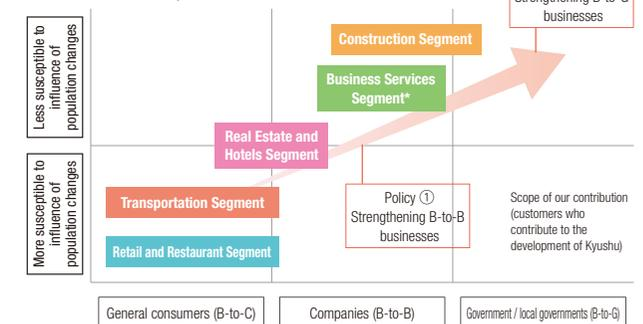 Strengthening B-to-G
businesses
Less susceptible to
influence of
population changes
Construction Segment
Business Services
Segment*
Real Estate and
Hotels Segment
More susceptible to
influence of
population changes
Transportation Segment
Retail and Restaurant Segment
Policy ①
Strengthening B-to-B
businesses
Scope of our contribution
(customers who
contribute to the
development of Kyushu)
General consumers (B-to-C)
Companies (B-to-B)
Government / local governments (B-to-G)